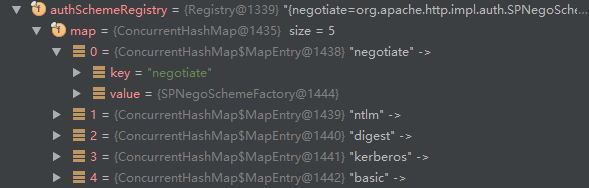 authSchemeRegistry = {Registry@1339} "{negotiate=org.apache.http.impl.auth.SPNegoSche
map = {ConcurrentHashMap@1435} size = 5
0 = {ConcurrentHashMap$MapEntry@1438} "negotiate" ->
key = "negotiate"
value = {SPNegoSchemeFactory@1444}
1 = {ConcurrentHashMap$MapEntry@1439} "ntlm" ->
2 = {ConcurrentHashMap$MapEntry@1440} "digest" ->
3 = {ConcurrentHashMap$MapEntry@1441} "kerberos" ->
4 = {ConcurrentHashMap$MapEntry@1442} "basic" ->